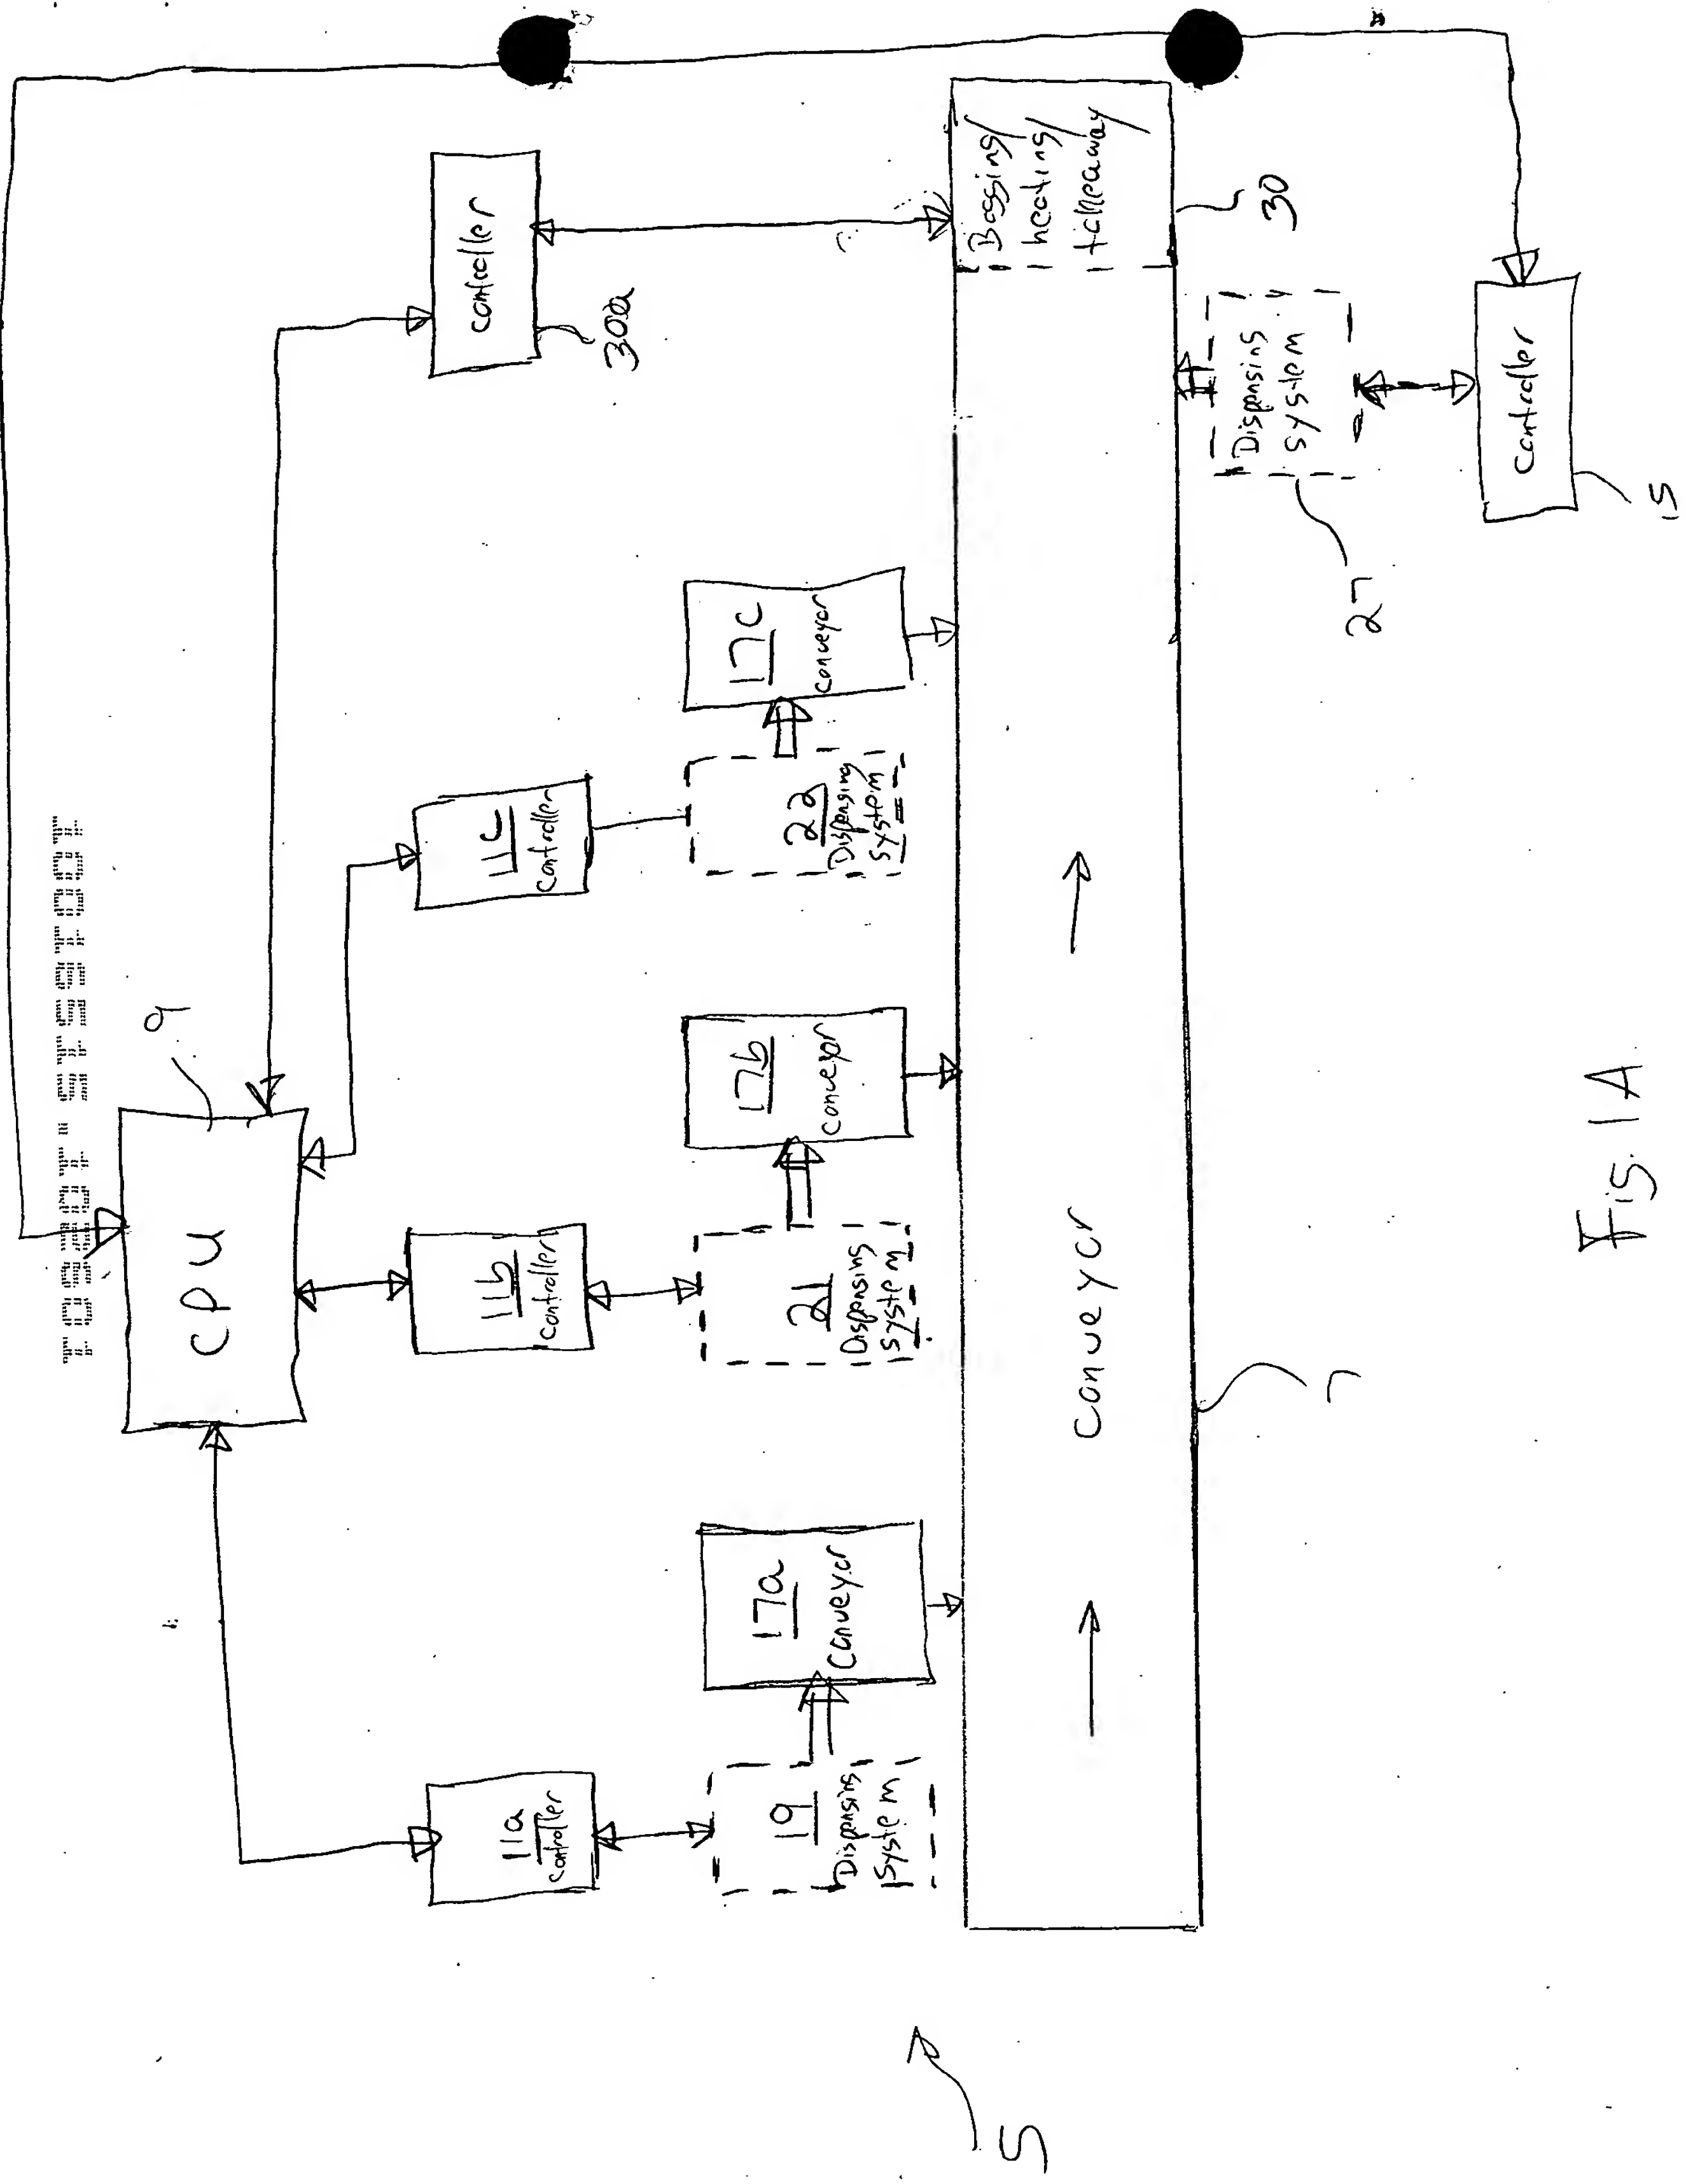 10015515.102601
9
CPU
11a
Controller
11b
Controller
11c
Controller
Controller
30a
19
Dispensing
System
17a
Conveyor
21
Dispensing
System
17b
Conveyor
22
Dispensing
System
17c
Conveyor
Conveyor
7
Bagging/
heating/
takeaway
30
Dispensing
System
27
Controller
15
5
Fig. 1A